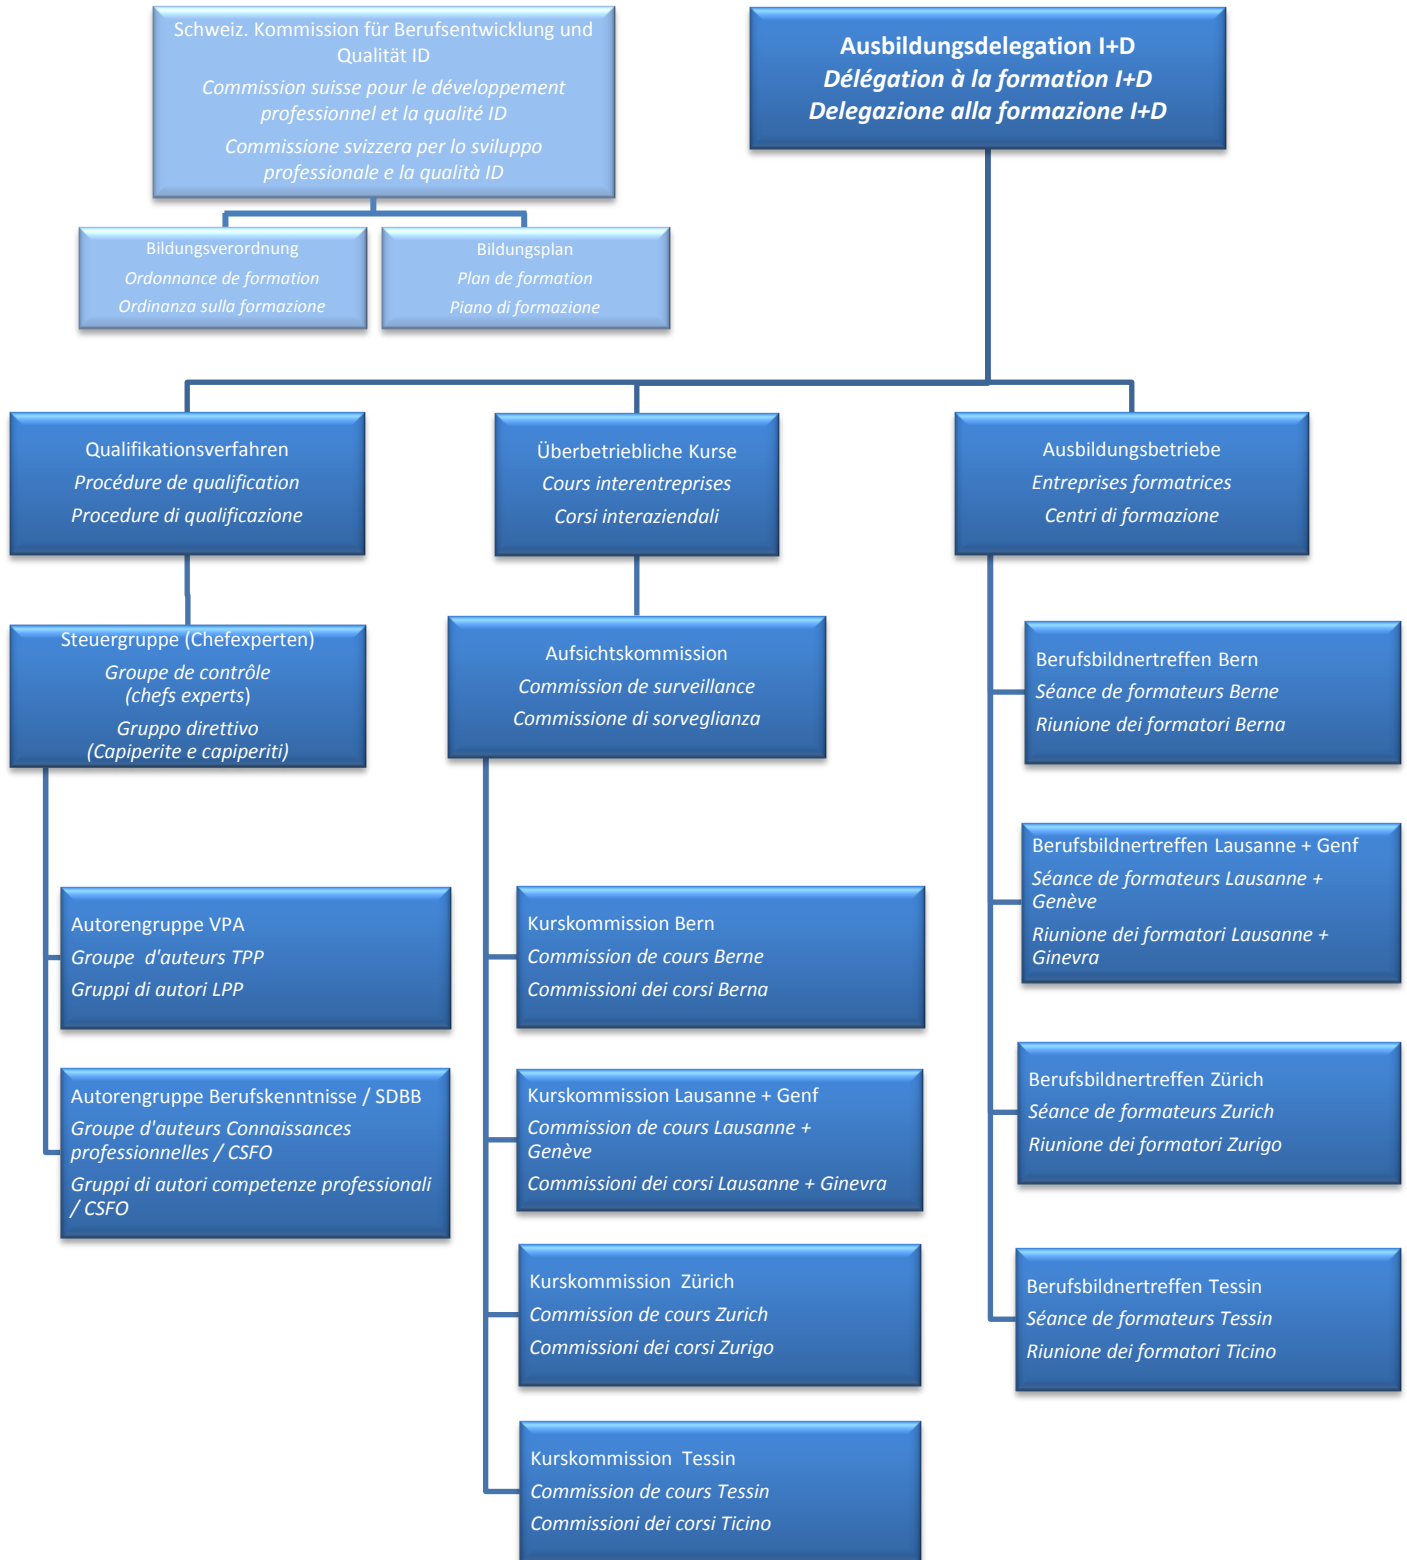 Schweiz. Kommission für Berufsentwicklung und
Qualität ID
Commission suisse pour le développement
professionnel et la qualité ID
Commissione svizzera per lo sviluppo
professionale e la qualità ID
Ausbildungsdelegation I+D
Délégation à la formation I+D
Delegazione alla formazione I+D
Bildungsverordnung
Ordonnance de formation
Ordinanza sulla formazione
Bildungsplan
Plan de formation
Piano di formazione
Qualifikationsverfahren
Procédure de qualification
Procedure di qualificazione
Überbetriebliche Kurse
Cours interentreprises
Corsi interaziendali
Ausbildungsbetriebe
Entreprises formatrices
Centri di formazione
Steuergruppe (Chefexperten)
Groupe de contrôle
(chefs experts)
Gruppo direttivo
(Capiperite e capiperiti)
Aufsichtskommission
Commission de surveillance
Commissione di sorveglianza
Berufsbildnertreffen Bern
Séance de formateurs Berne
Riunione dei formatori Berna
Berufsbildnertreffen Lausanne + Genf
Séance de formateurs Lausanne +
Genève
Riunione dei formatori Lausanne +
Ginevra
Autorengruppe VPA
Groupe d'auteurs TPP
Gruppi di autori LPP
Kurskommission Bern
Commission de cours Berne
Commissioni dei corsi Berna
Berufsbildnertreffen Zürich
Séance de formateurs Zurich
Riunione dei formatori Zurigo
Autorengruppe Berufskenntnisse / SDBB
Groupe d'auteurs Connaissances
professionnelles / CSFO
Gruppi di autori competenze professionali
/ CSFO
Kurskommission Lausanne + Genf
Commission de cours Lausanne +
Genève
Commissioni dei corsi Lausanne + Ginevra
Kurskommission Zürich
Commission de cours Zurich
Commissioni dei corsi Zurigo
Berufsbildnertreffen Tessin
Séance de formateurs Tessin
Riunione dei formatori Ticino
Kurskommission Tessin
Commission de cours Tessin
Commissioni dei corsi Ticino